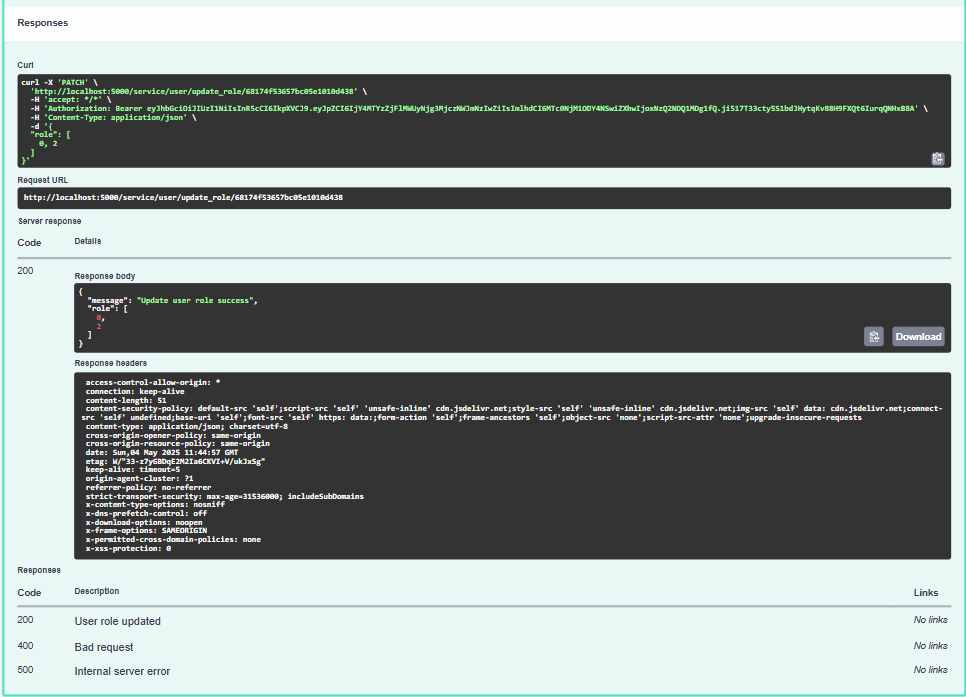 Responses
Curl
curl -X 'PATCH' \
'http://localhost:5000/service/user/update_role/68174f53657bc05e1010d438' \
-H 'accept: */*' \
-H 'Content-Type: application/json' \
-d '{
"role": [
0, 2
]
}'
Request URL
http://localhost:5000/service/user/update_role/68174f53657bc05e1010d438
Server response
Code Details
200
Response body
{
"message": "Update user role success",
"role": [
0,
2
]
}
Download
Response headers
access-control-allow-origin: *
connection: keep-alive
content-length: 51
content-security-policy: default-src 'self';script-src 'self' 'unsafe-inline' cdn.jsdelivr.net;style-src 'self' 'unsafe-inline' cdn.jsdelivr.net;img-src 'self' data: cdn.jsdelivr.net;connect-
src 'self' undefined;base-uri 'self';font-src 'self' https: data:;form-action 'self';frame-ancestors 'self';object-src 'none';script-src-attr 'none';upgrade-insecure-requests
content-type: application/json; charset=utf-8
cross-origin-opener-policy: same-origin
cross-origin-resource-policy: same-origin
date: Sun,04 May 2025 11:44:57 GMT
etag: W/"33-z7yGBDqE2M2Ia6CKVI+V/ukJxSg"
keep-alive: timeout=5
origin-agent-cluster: ?1
referrer-policy: no-referrer
strict-transport-security: max-age=31536000; includeSubDomains
x-content-type-options: nosniff
x-dns-prefetch-control: off
x-download-options: noopen
x-frame-options: SAMEORIGIN
x-permitted-cross-domain-policies: none
x-xss-protection: 0
Responses
Code Description Links
200 User role updated No links
400 Bad request No links
500 Internal server error No links